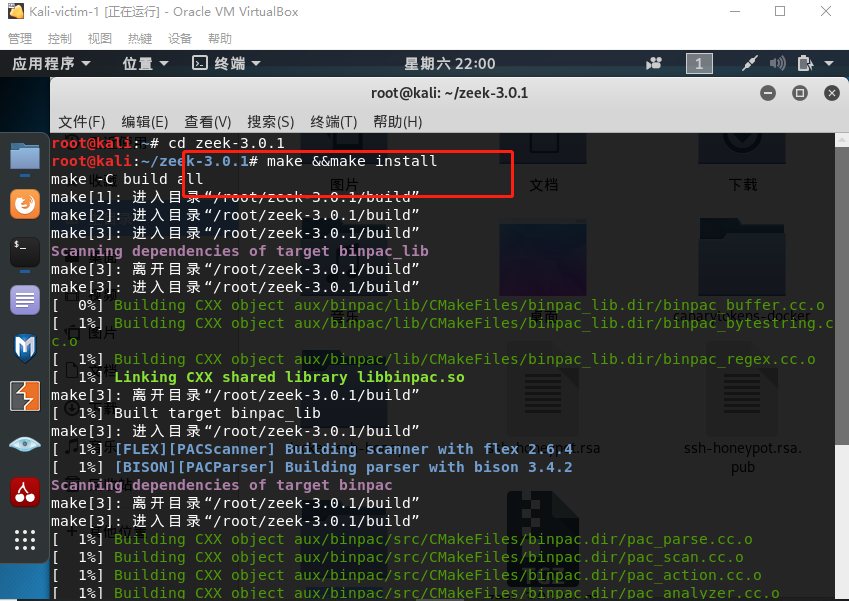 Kali-victim-1 [正在运行] - Oracle VM VirtualBox
管理 控制 视图 热键 设备 帮助
应用程序 位置 终端 星期六 22:00 1
root@kali: ~/zeek-3.0.1
文件(F) 编辑(E) 查看(V) 搜索(S) 终端(T) 帮助(H)
root@kali:~# cd zeek-3.0.1
root@kali:~/zeek-3.0.1# make &&make install
make -C build all
make[1]: 进入目录“/root/zeek-3.0.1/build”
make[2]: 进入目录“/root/zeek-3.0.1/build”
make[3]: 进入目录“/root/zeek-3.0.1/build”
Scanning dependencies of target binpac_lib
make[3]: 离开目录“/root/zeek-3.0.1/build”
make[3]: 进入目录“/root/zeek-3.0.1/build”
[  0%] Building CXX object aux/binpac/lib/CMakeFiles/binpac_lib.dir/binpac_buffer.cc.o
[  1%] Building CXX object aux/binpac/lib/CMakeFiles/binpac_lib.dir/binpac_bytestring.c
c.o
[  1%] Building CXX object aux/binpac/lib/CMakeFiles/binpac_lib.dir/binpac_regex.cc.o
[  1%] Linking CXX shared library libbinpac.so
make[3]: 离开目录“/root/zeek-3.0.1/build”
[  1%] Built target binpac_lib
make[3]: 进入目录“/root/zeek-3.0.1/build”
[  1%] [FLEX][PACScanner] Building scanner with flex 2.6.4
[  1%] [BISON][PACParser] Building parser with bison 3.4.2
Scanning dependencies of target binpac
make[3]: 离开目录“/root/zeek-3.0.1/build”
make[3]: 进入目录“/root/zeek-3.0.1/build”
[  1%] Building CXX object aux/binpac/src/CMakeFiles/binpac.dir/pac_parse.cc.o
[  1%] Building CXX object aux/binpac/src/CMakeFiles/binpac.dir/pac_scan.cc.o
[  1%] Building CXX object aux/binpac/src/CMakeFiles/binpac.dir/pac_action.cc.o
[  1%] Building CXX object aux/binpac/src/CMakeFiles/binpac.dir/pac_analyzer.cc.o
图片 文档 下载
ssh-honeypot.rsa
ssh-honeypot.rsa.
pub